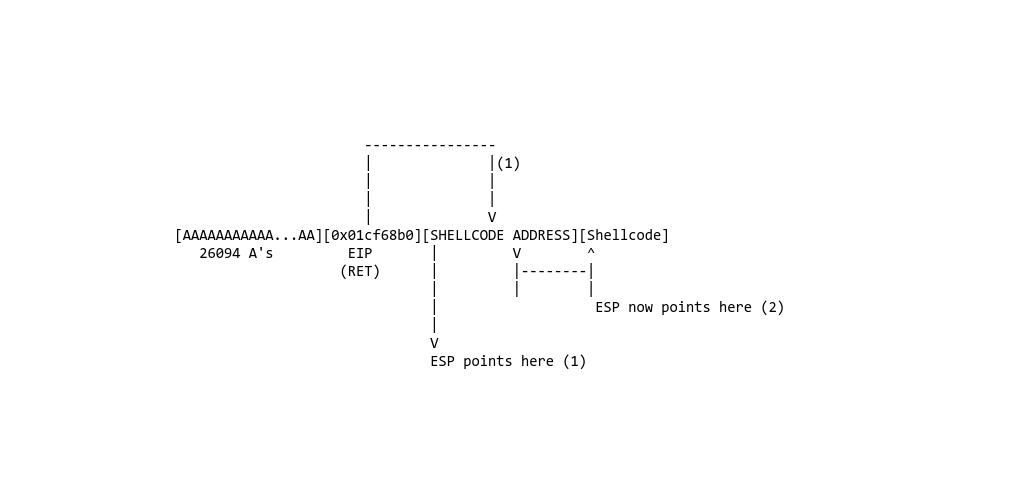 (1)
[AAAAAAAAAAA...AA][0x01cf68b0][SHELLCODE ADDRESS][Shellcode]
26094 A's EIP V ^
(RET)
ESP now points here (2)
V
ESP points here (1)